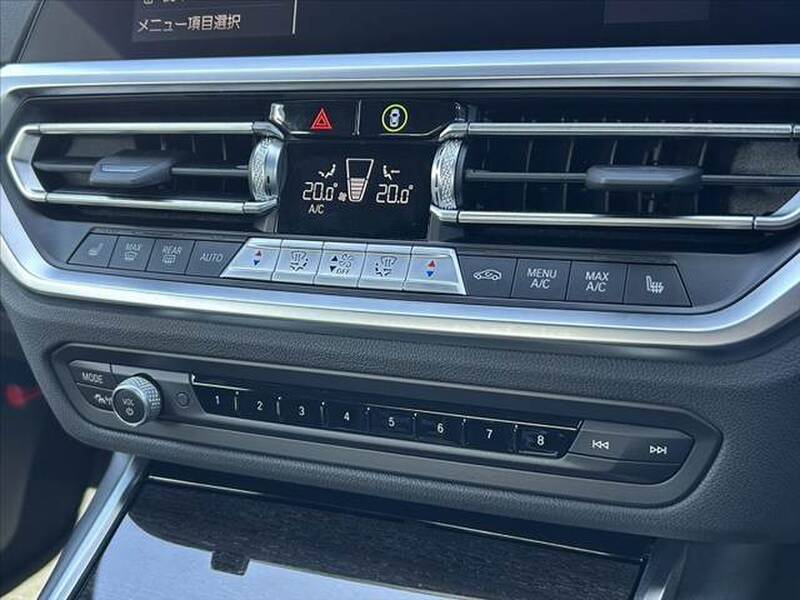 メニュー項目選択
20.0° 20.0°
A/C
MAX REAR AUTO OFF MENU A/C MAX A/C
MODE
VOL
1 2 3 4 5 6 7 8